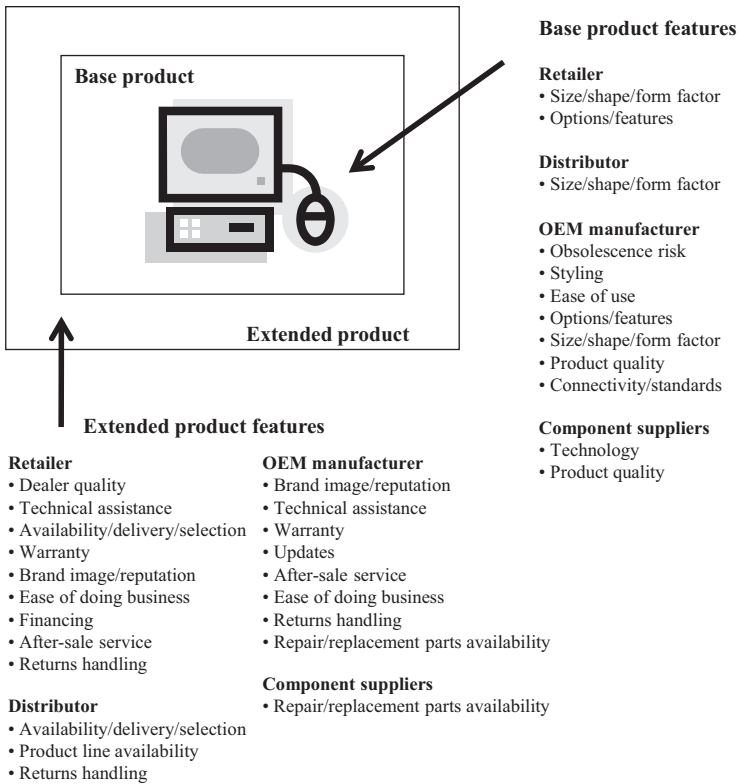 Base product
Extended product
Base product features
Retailer
• Size/shape/form factor
• Options/features
Distributor
• Size/shape/form factor
OEM manufacturer
• Obsolescence risk
• Styling
• Ease of use
• Options/features
• Size/shape/form factor
• Product quality
• Connectivity/standards
Component suppliers
• Technology
• Product quality
Extended product features
Retailer
• Dealer quality
• Technical assistance
• Availability/delivery/selection
• Warranty
• Brand image/reputation
• Ease of doing business
• Financing
• After-sale service
• Returns handling
Distributor
• Availability/delivery/selection
• Product line availability
• Returns handling
OEM manufacturer
• Brand image/reputation
• Technical assistance
• Warranty
• Updates
• After-sale service
• Ease of doing business
• Returns handling
• Repair/replacement parts availability
Component suppliers
• Repair/replacement parts availability